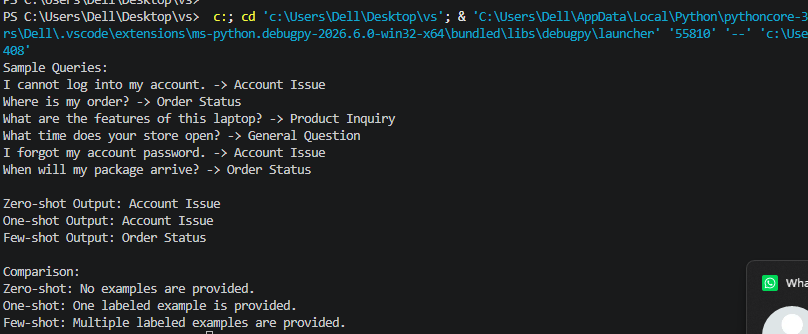 PS C:\Users\Dell\Desktop\vs>
PS C:\Users\Dell\Desktop\vs>  c:; cd 'c:\Users\Dell\Desktop\vs'; & 'C:\Users\Dell\AppData\Local\Python\pythoncore-3
rs\Dell\.vscode\extensions\ms-python.debugpy-2026.6.0-win32-x64\bundled\libs\debugpy\launcher' '55810' '--' 'c:\Use
408'
Sample Queries:
I cannot log into my account. -> Account Issue
Where is my order? -> Order Status
What are the features of this laptop? -> Product Inquiry
What time does your store open? -> General Question
I forgot my account password. -> Account Issue
When will my package arrive? -> Order Status
Zero-shot Output: Account Issue
One-shot Output: Account Issue
Few-shot Output: Order Status
Comparison:
Zero-shot: No examples are provided.
One-shot: One labeled example is provided.
Few-shot: Multiple labeled examples are provided.
Wha